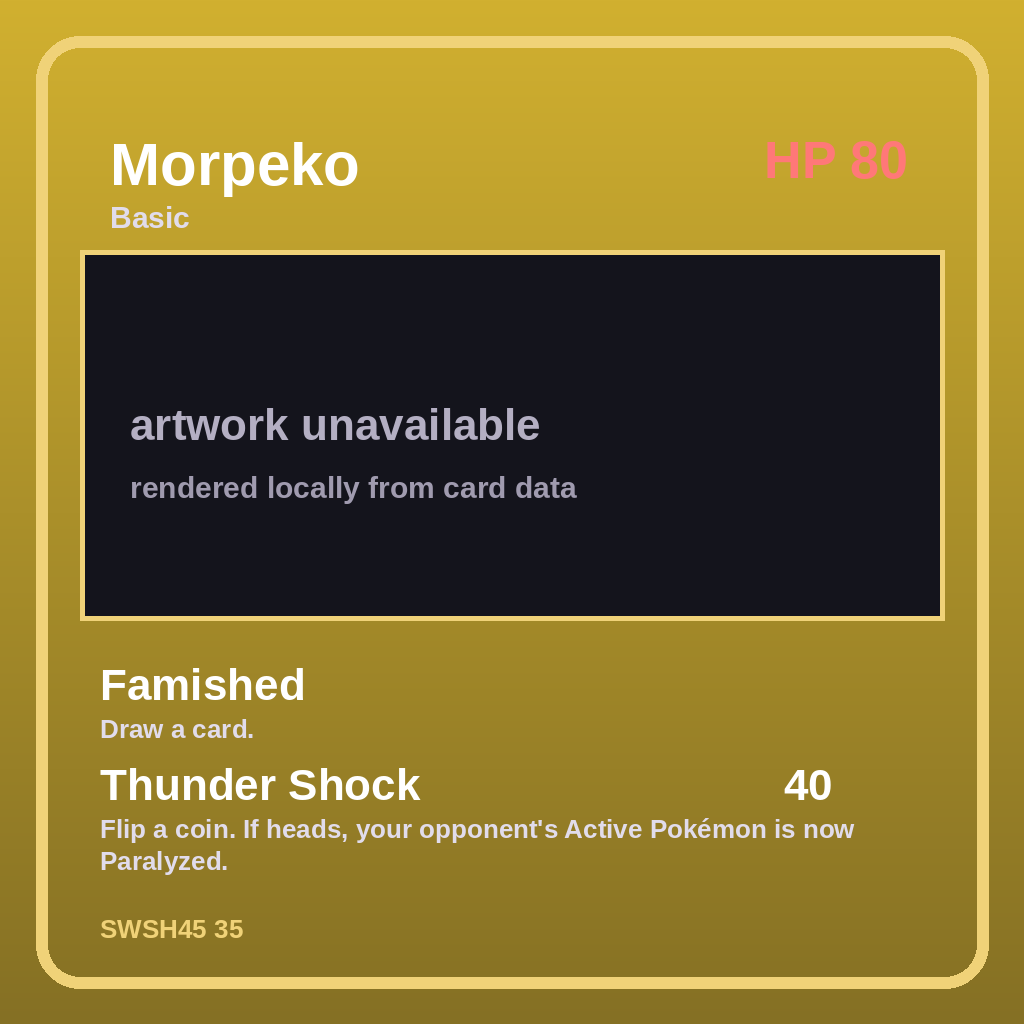 Morpeko
HP 80
Basic
artwork unavailable
rendered locally from card data
Famished
Draw a card.
Thunder Shock 40
Flip a coin. If heads, your opponent's Active Pokémon is now
Paralyzed.
SWSH45 35